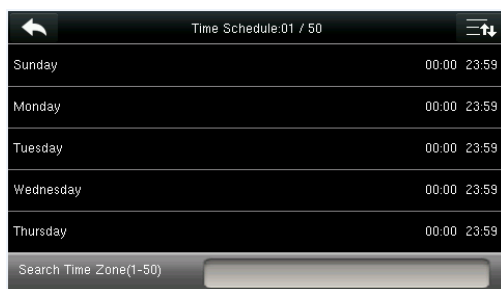 Time Schedule:01 / 50
Sunday 00:00 23:59
Monday 00:00 23:59
Tuesday 00:00 23:59
Wednesday 00:00 23:59
Thursday 00:00 23:59
Search Time Zone(1-50)